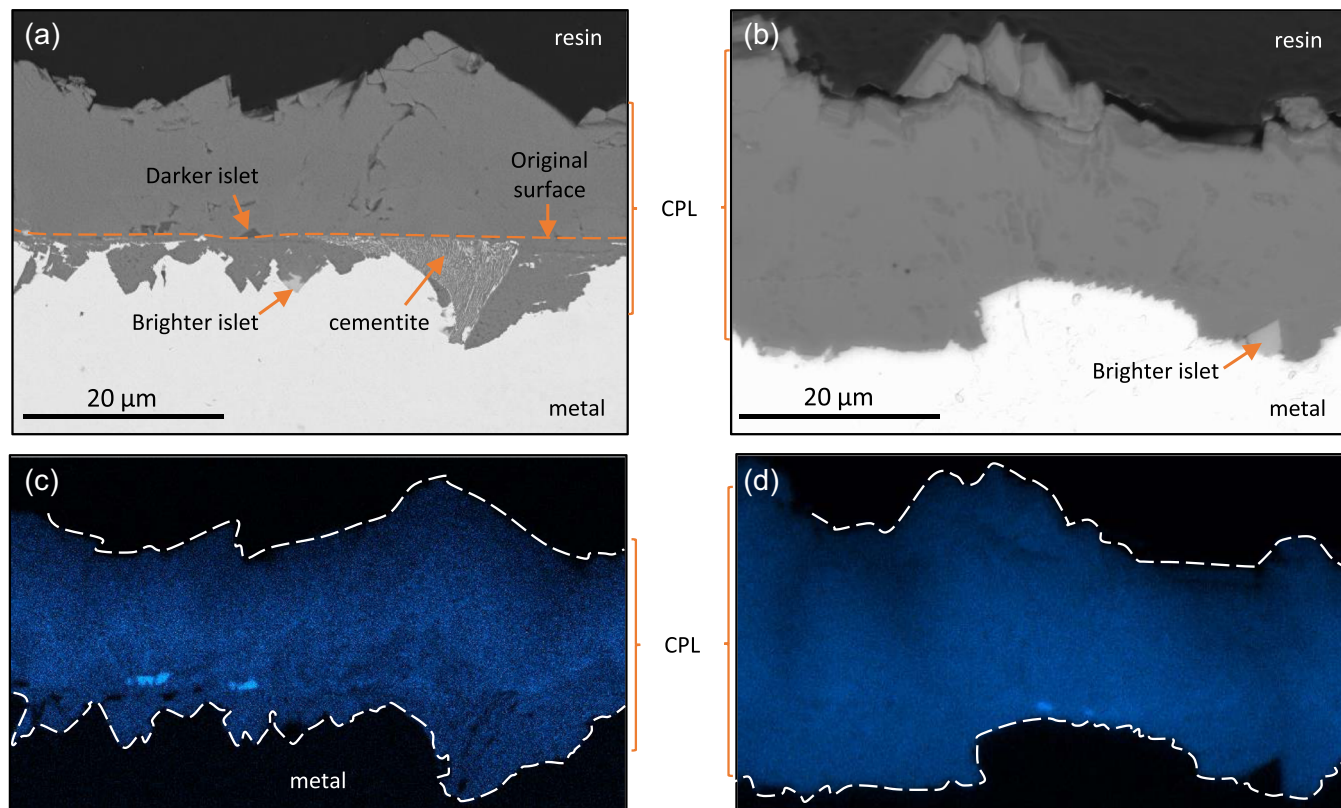 (a)
resin
Darker islet
Original
surface
Brighter islet
cementite
20 µm
metal
CPL
(b)
resin
Brighter islet
20 µm
metal
(c)
metal
CPL
(d)